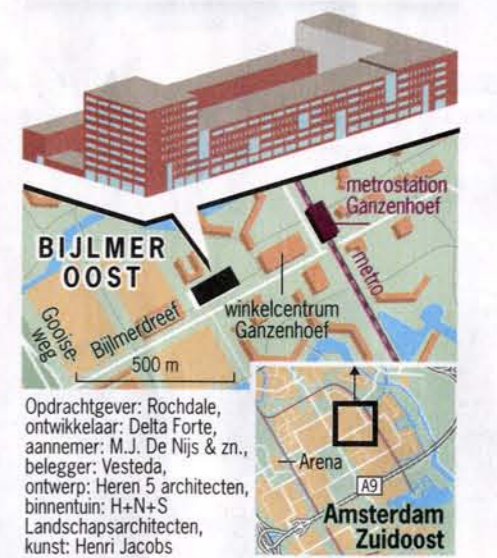 metrostation
Ganzenhoef
BIJLMER
OOST
metro
winkelcentrum
Ganzenhoef
Gooise-
weg
Bijlmerdreef
500 m
Opdrachtgever: Rochdale,
ontwikkelaar: Delta Forte,
aannemer: M.J. De Nijs & zn.,
belegger: Vesteda,
ontwerp: Heren 5 architecten,
binnentuin: H+N+S
Landschapsarchitecten,
kunst: Henri Jacobs
Arena
A9
Amsterdam
Zuidoost